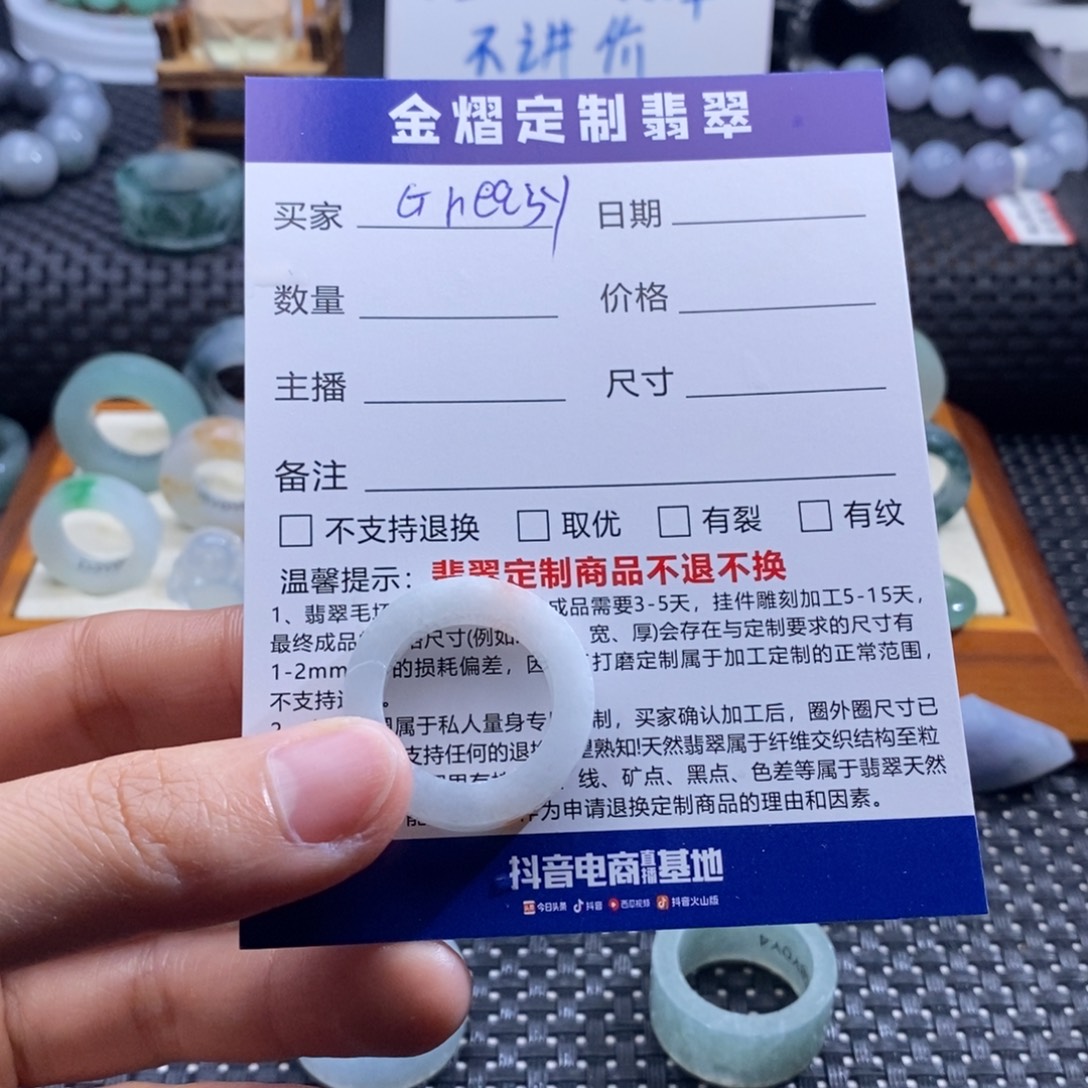 不讲价
金熠定制翡翠
买家 Greasy 日期
数量 价格
主播 尺寸
备注
不支持退换 取优 有裂 有纹
温馨提示：翡翠定制商品不退不换
1、翡翠毛坯 成品需要3-5天，挂件雕刻加工5-15天，
最终成品 尺寸(例如 宽、厚)会存在与定制要求的尺寸有
1-2mm 的损耗偏差，因 打磨定制属于加工定制的正常范围，
不支持 。
2、 属于私人量身专 制，买家确认加工后，圈外圈尺寸已
支持任何的退 熟知!天然翡翠属于纤维交织结构至粒
线、矿点、黑点、色差等属于翡翠天然
作为申请退换定制商品的理由和因素。
抖音电商直播基地
头条 今日头条 抖音 西瓜视频 抖音火山版